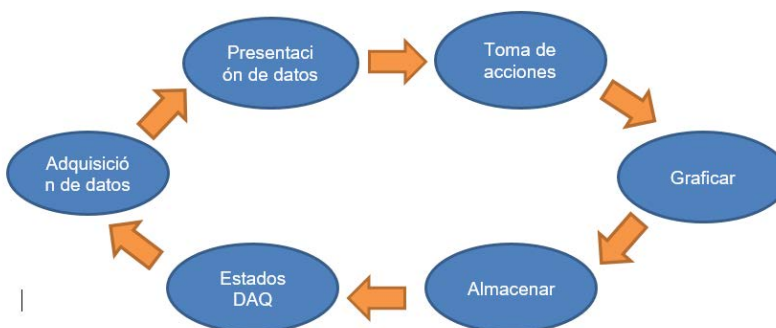 Presentaci
ón de datos
Toma de
acciones
Graficar
Almacenar
Estados
DAQ
Adquisició
n de datos